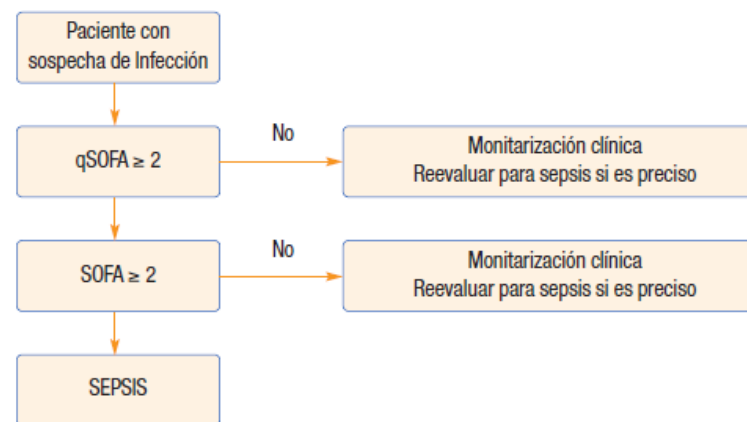 Paciente con
sospecha de Infección
qSOFA ≥ 2
No
Monitarización clínica
Reevaluar para sepsis si es preciso
SOFA ≥ 2
No
Monitarización clínica
Reevaluar para sepsis si es preciso
SEPSIS